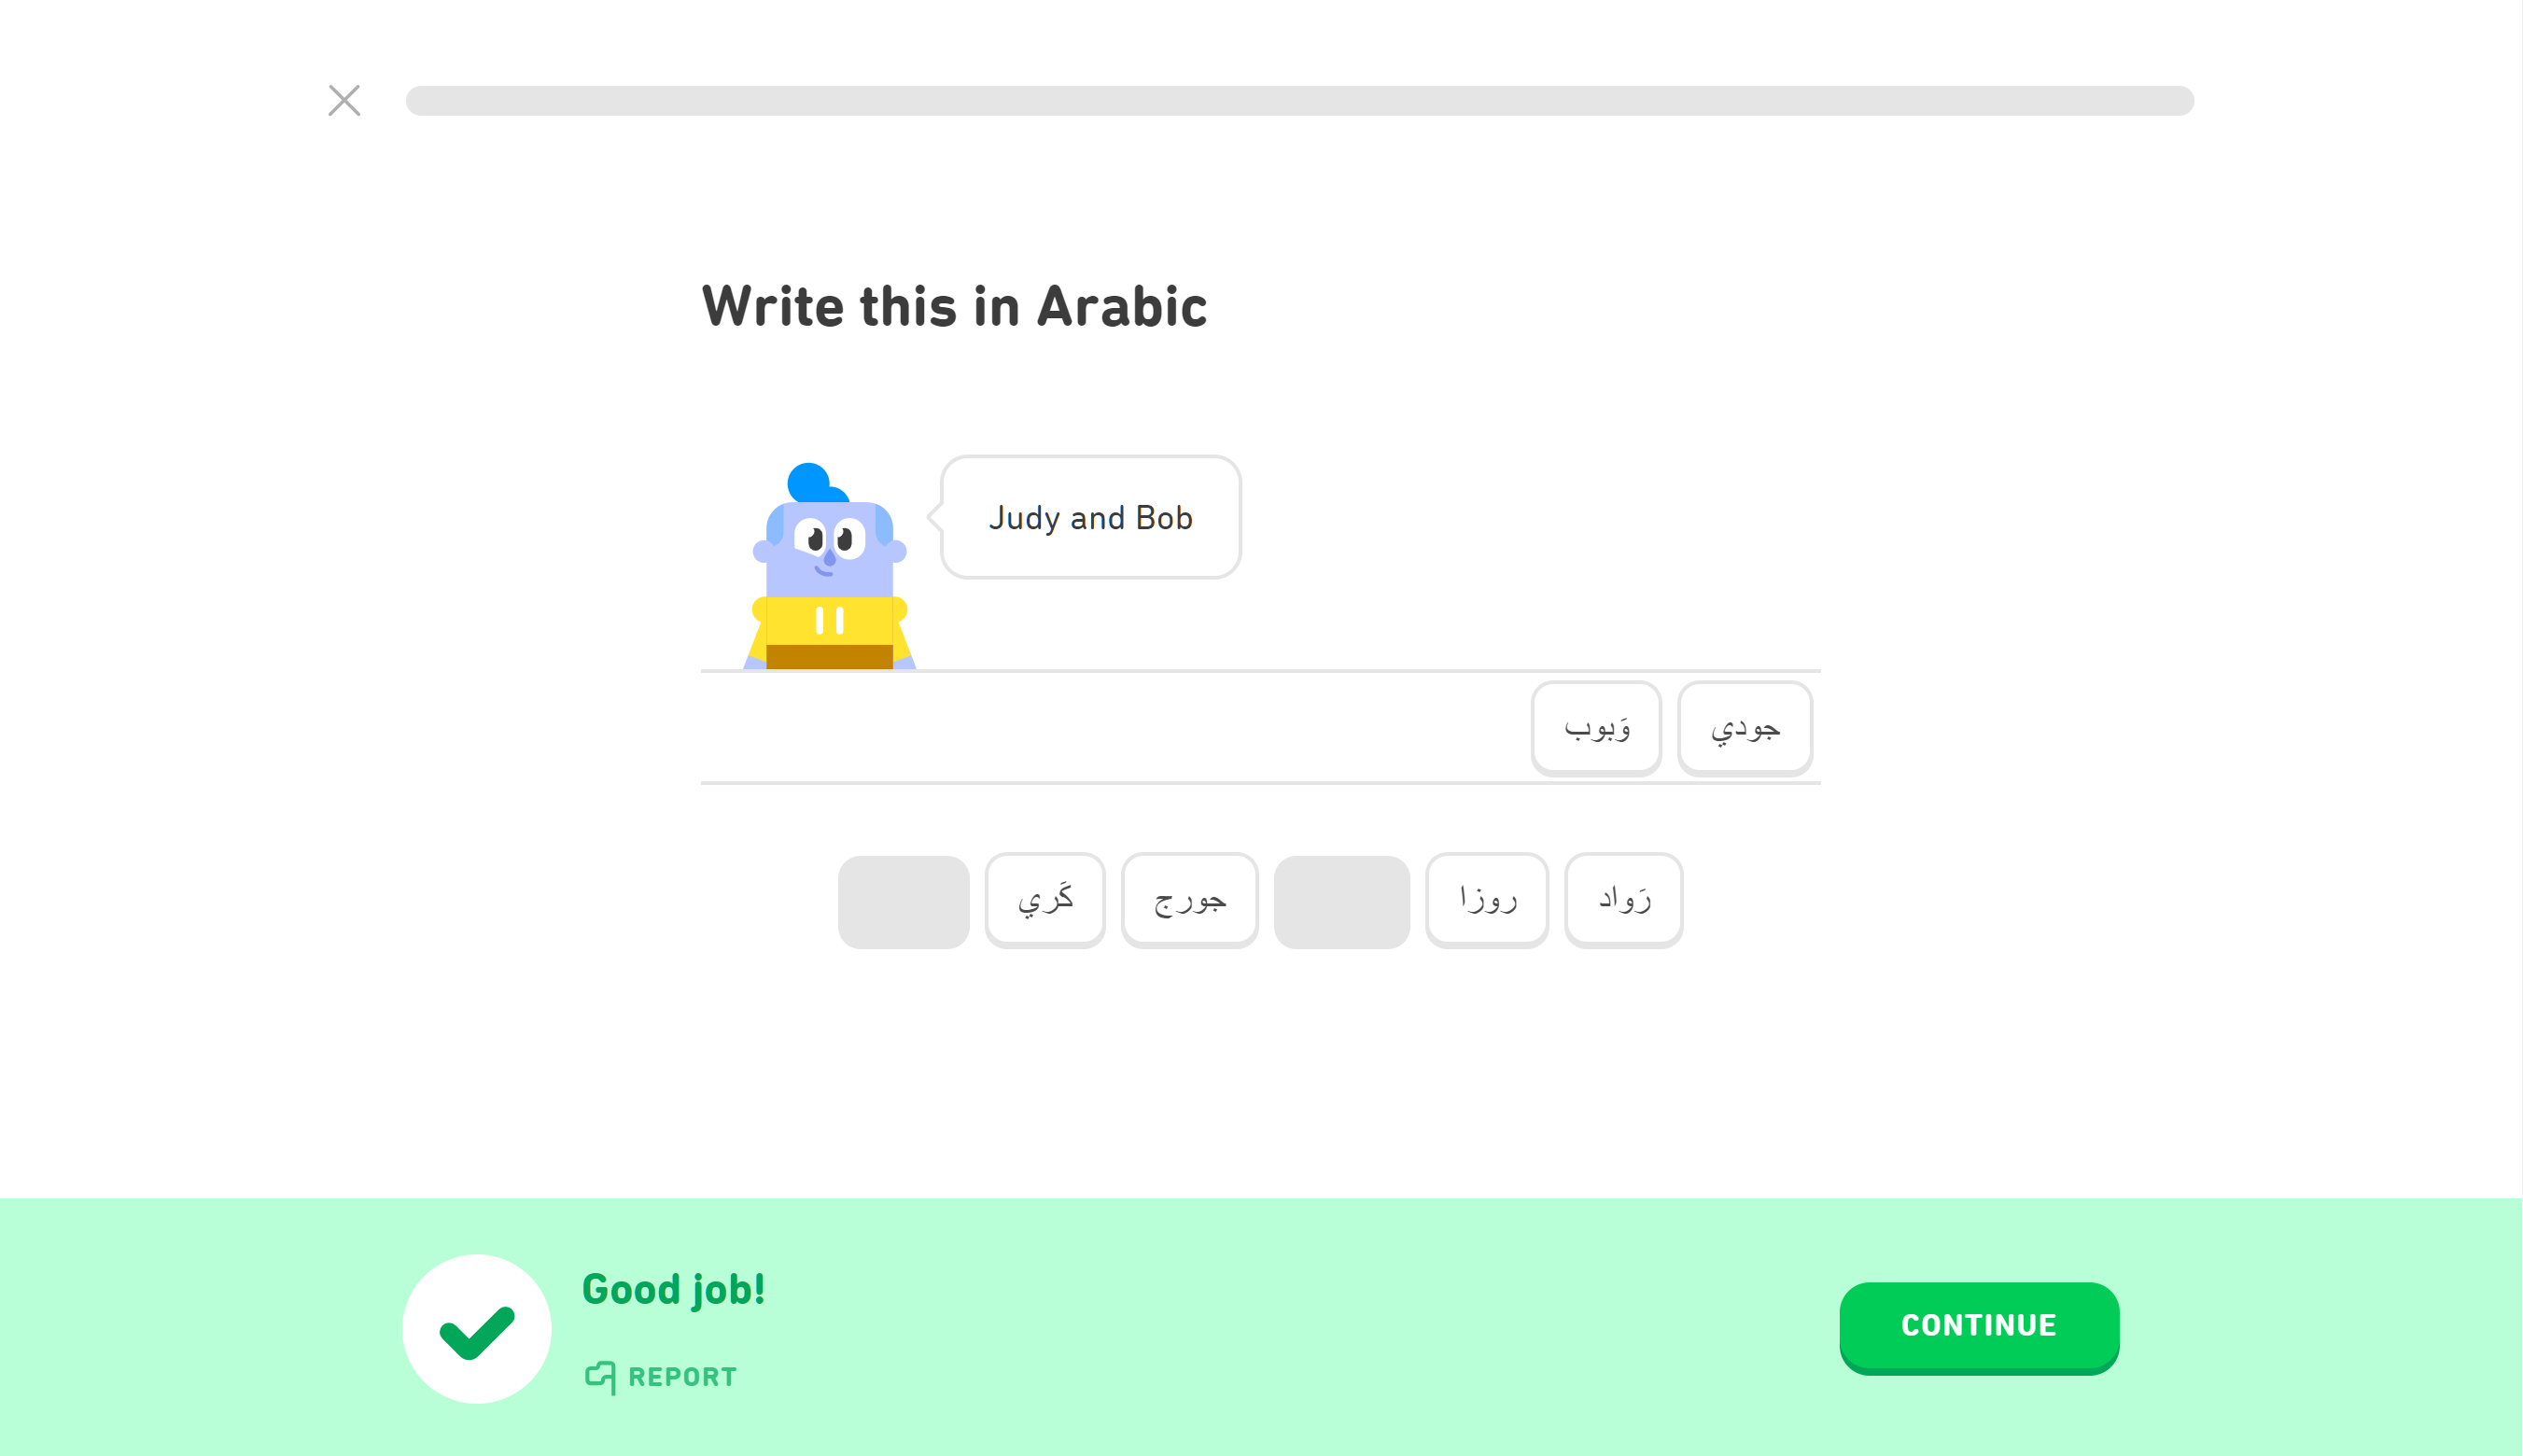 Write this in Arabic
Judy and Bob
جودي وَبوب
رَواد روزا جورج كَري
Good job!
REPORT
CONTINUE